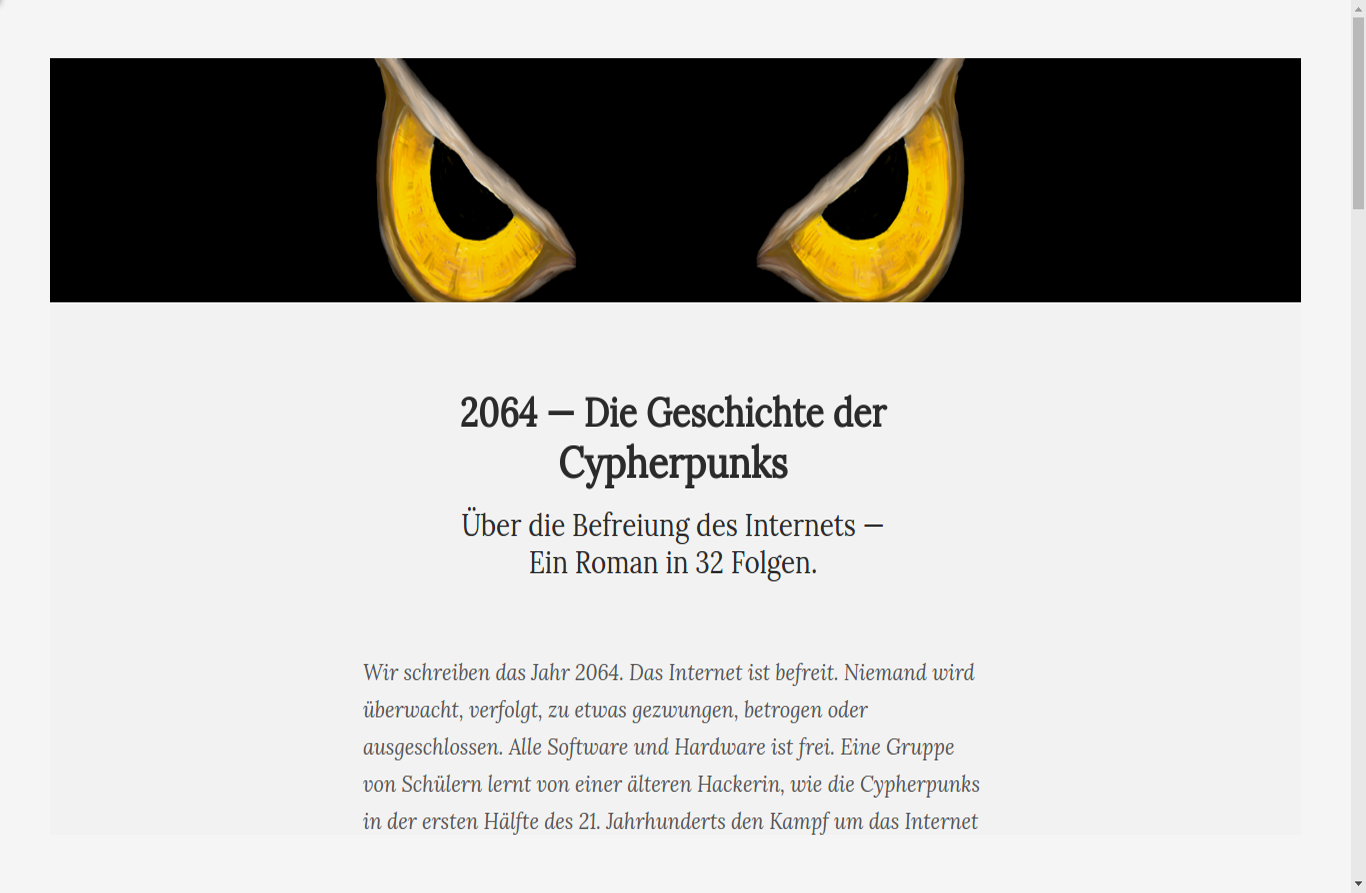 2064 — Die Geschichte der
Cypherpunks
Über die Befreiung des Internets —
Ein Roman in 32 Folgen.
Wir schreiben das Jahr 2064. Das Internet ist befreit. Niemand wird
überwacht, verfolgt, zu etwas gezwungen, betrogen oder
ausgeschlossen. Alle Software und Hardware ist frei. Eine Gruppe
von Schülern lernt von einer älteren Hackerin, wie die Cypherpunks
in der ersten Hälfte des 21. Jahrhunderts den Kampf um das Internet